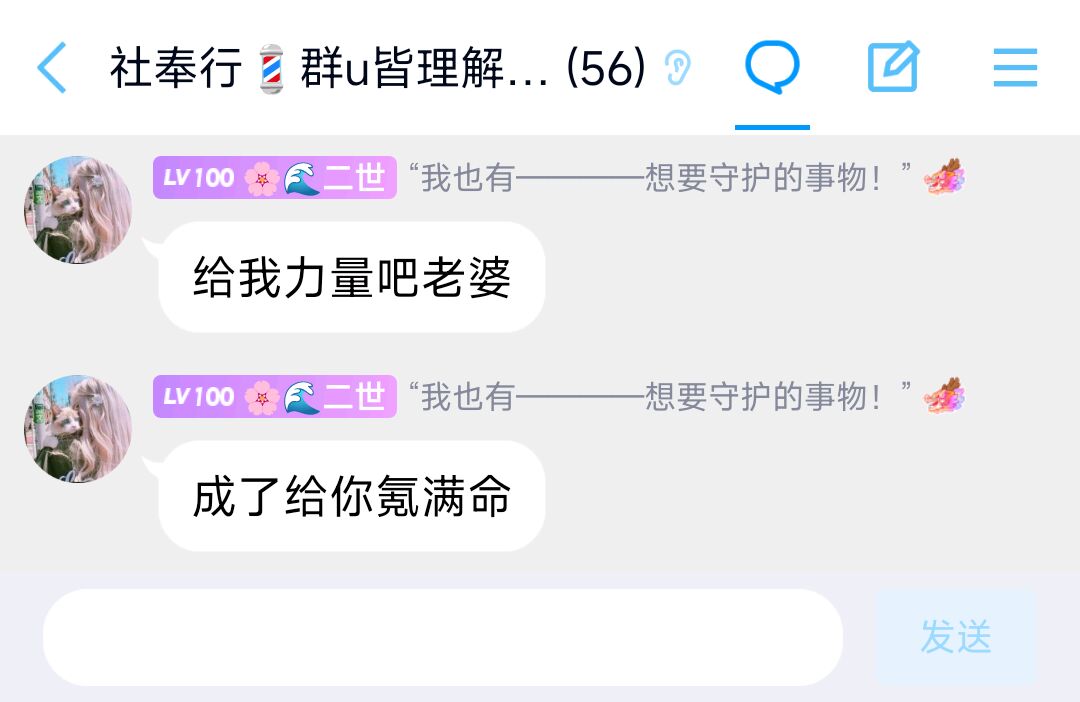 社奉行💈群u皆理解… (56)
LV100 🌸🌊二世 “我也有————想要守护的事物！”
给我力量吧老婆
LV100 🌸🌊二世 “我也有————想要守护的事物！”
成了给你氪满命
发送